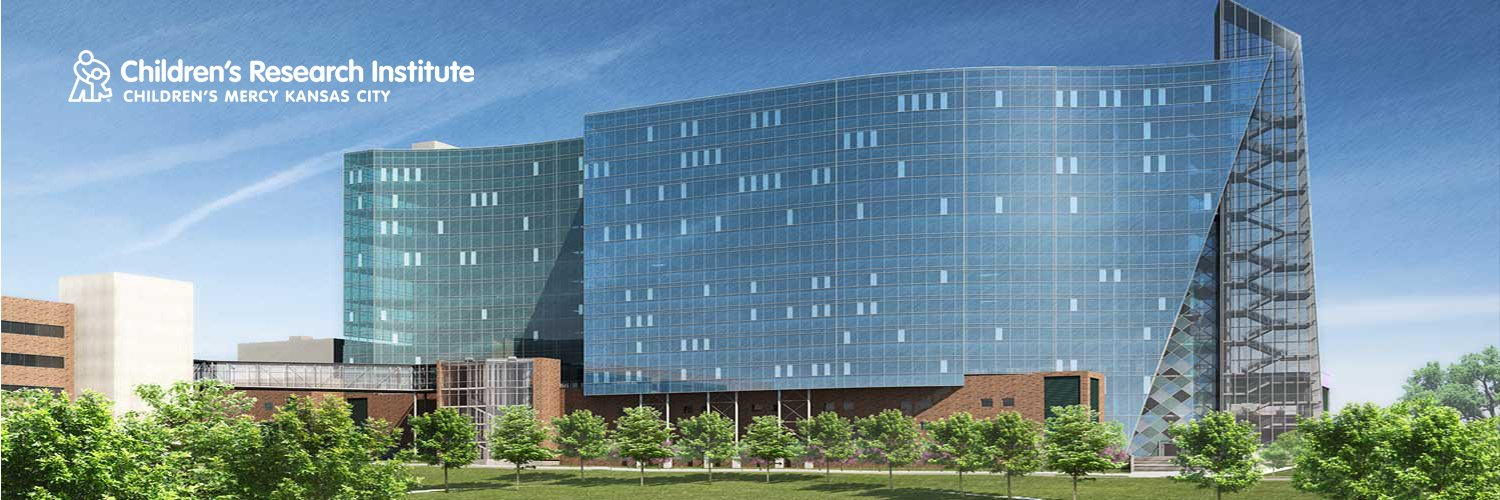 Children's Research Institute
CHILDREN'S MERCY KANSAS CITY